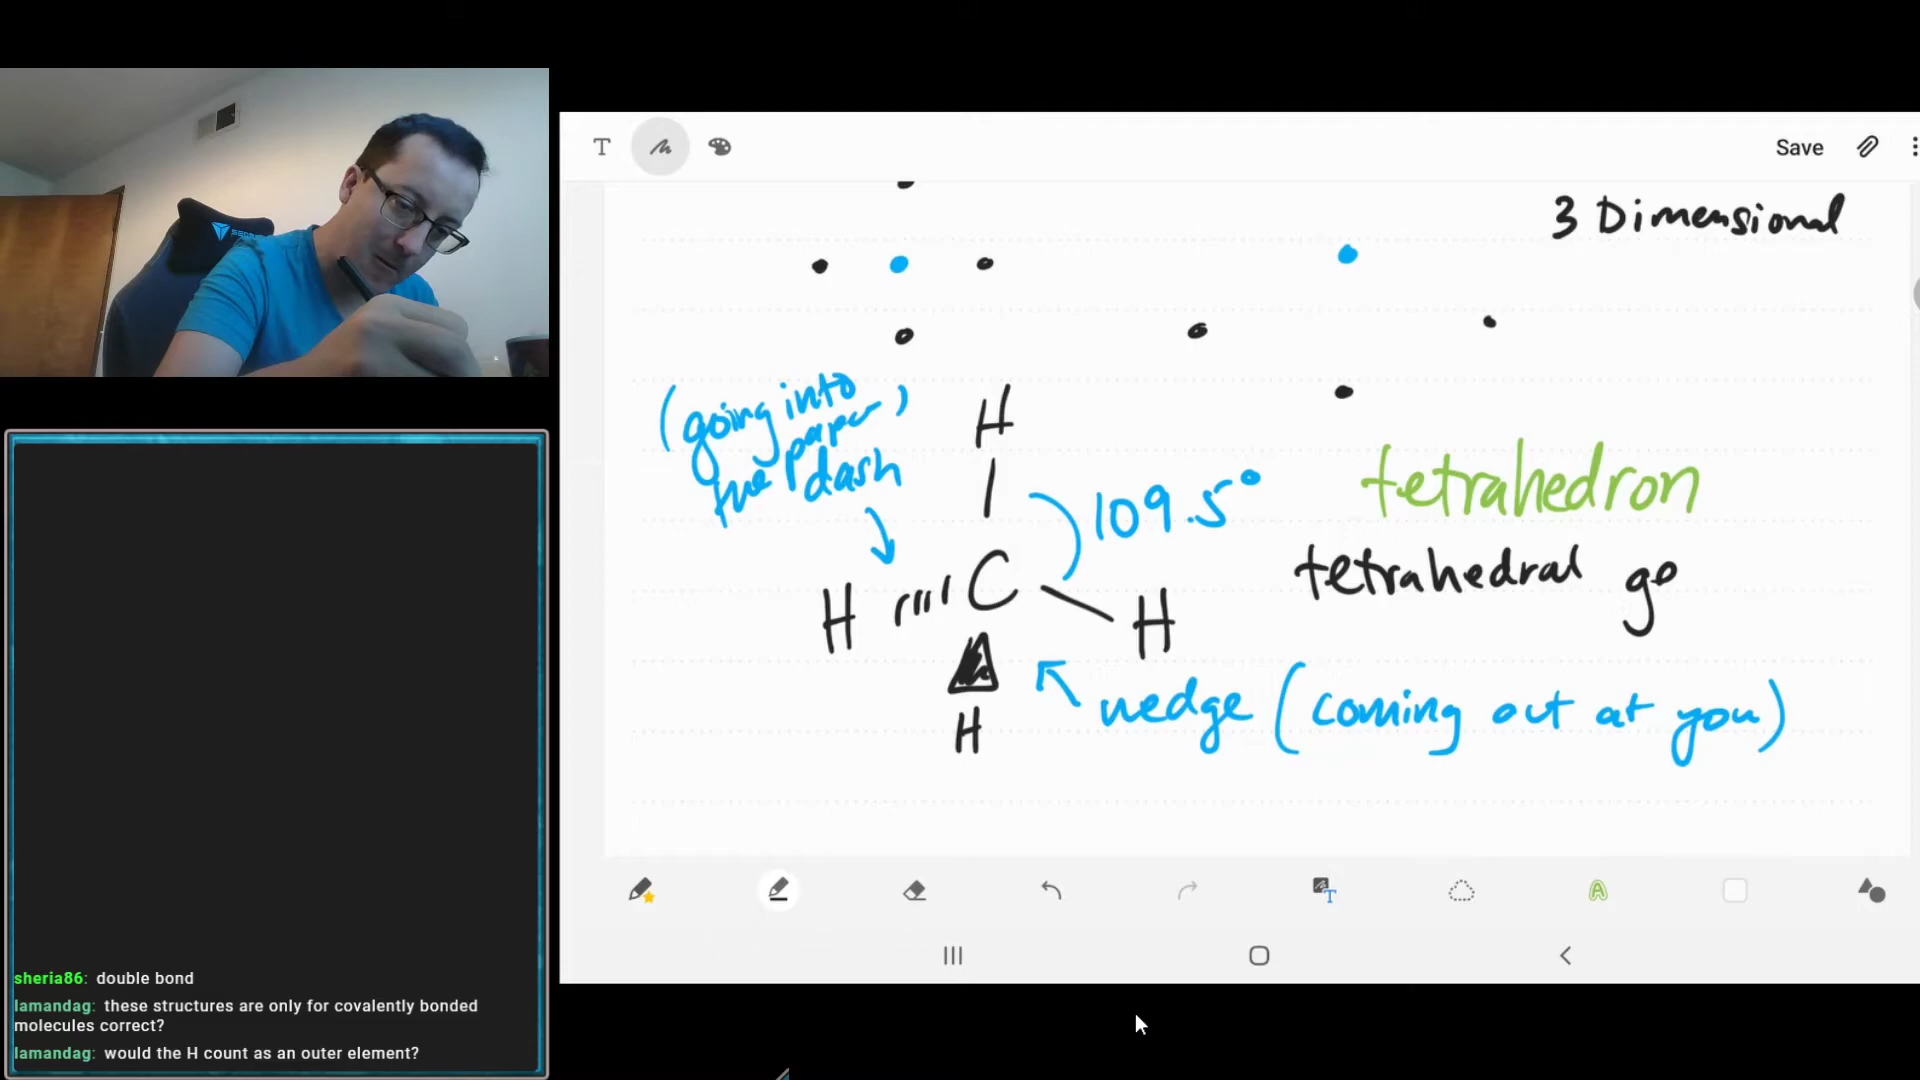 Save
3 Dimensional
(going into
paper)
the dash
H
109.5°
tetrahedron
tetrahedral ge
H C H
H
wedge (coming out at you)
sheria86: double bond
lamandag: these structures are only for covalently bonded
molecules correct?
lamandag: would the H count as an outer element?